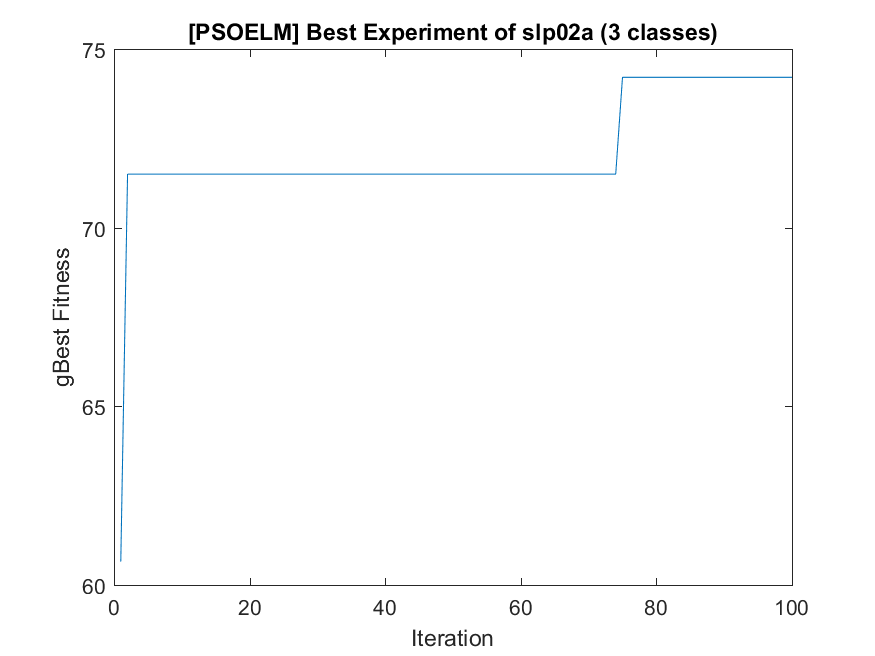 [PSOELM] Best Experiment of slp02a (3 classes)
75
70
65
60
gBest Fitness
0 20 40 60 80 100
Iteration